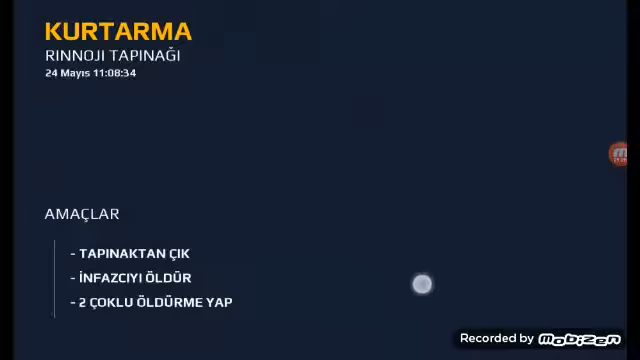 KURTARMA
RINNOJI TAPINAĞI
24 Mayıs 11:08:34
AMAÇLAR
- TAPINAKTAN ÇIK
- İNFAZCIYI ÖLDÜR
- 2 ÇOKLU ÖLDÜRME YAP
Recorded by Mobizen